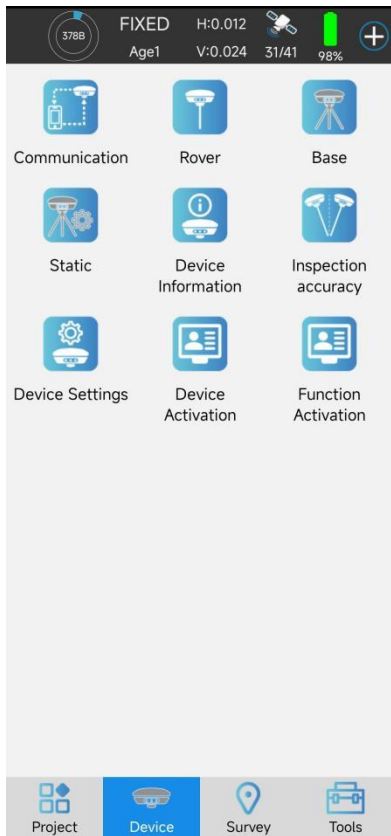 378B
FIXED H:0.012
Age1 V:0.024 31/41 98%
Communication Rover Base
Static Device Inspection
Information accuracy
Device Settings Device Function
Activation Activation
Project Device Survey Tools